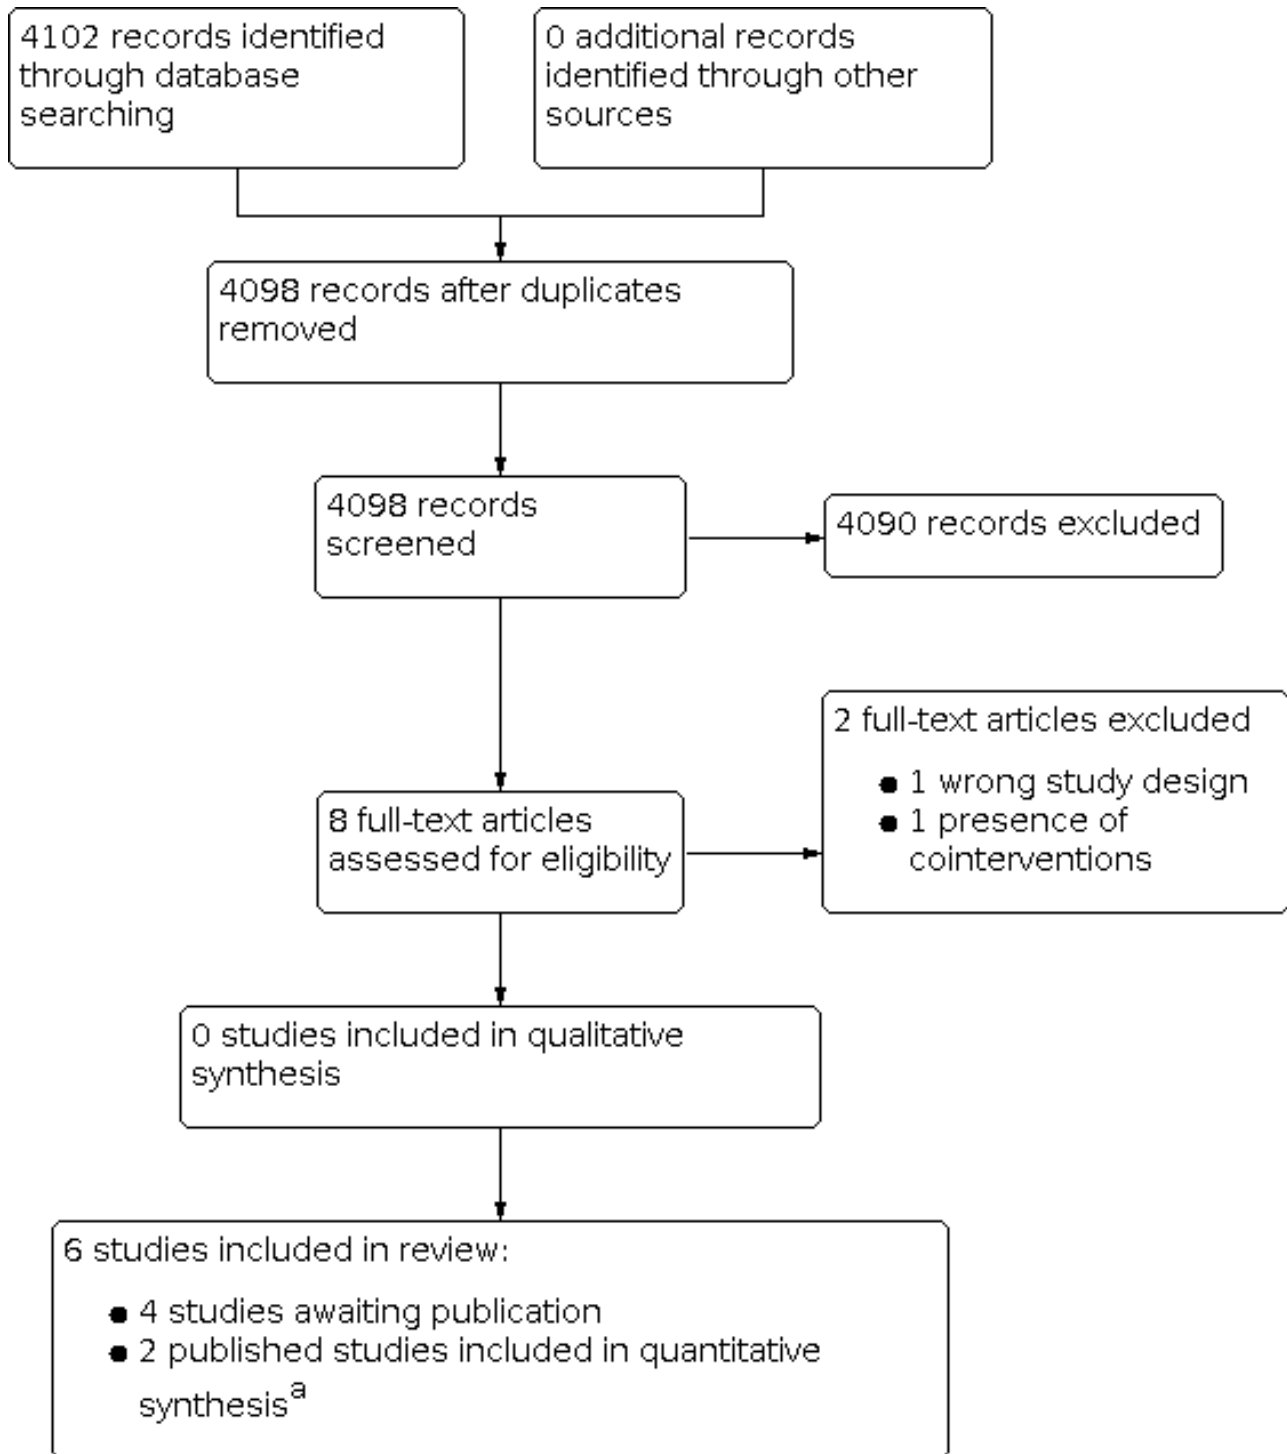 4102 records identified
through database
searching
0 additional records
identified through other
sources
4098 records after duplicates
removed
4098 records
screened
4090 records excluded
8 full-text articles
assessed for eligibility
2 full-text articles excluded
● 1 wrong study design
● 1 presence of
cointerventions
0 studies included in qualitative
synthesis
6 studies included in review:
● 4 studies awaiting publication
● 2 published studies included in quantitative
synthesisᵃ